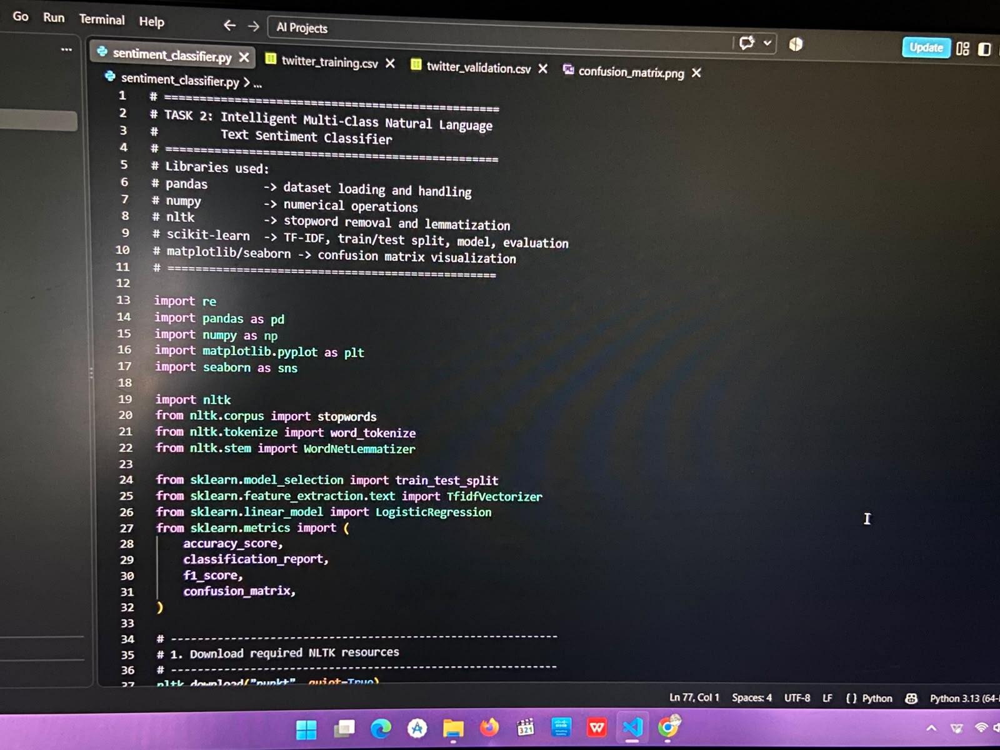 Go Run Terminal Help
AI Projects
Update
sentiment_classifier.py
twitter_training.csv
twitter_validation.csv
confusion_matrix.png
sentiment_classifier.py > ...
1 # =================================================
2 # TASK 2: Intelligent Multi-Class Natural Language
3 #         Text Sentiment Classifier
4 # =================================================
5 # Libraries used:
6 # pandas        -> dataset loading and handling
7 # numpy         -> numerical operations
8 # nltk          -> stopword removal and lemmatization
9 # scikit-learn  -> TF-IDF, train/test split, model, evaluation
10 # matplotlib/seaborn -> confusion matrix visualization
11 # =================================================
12
13 import re
14 import pandas as pd
15 import numpy as np
16 import matplotlib.pyplot as plt
17 import seaborn as sns
18
19 import nltk
20 from nltk.corpus import stopwords
21 from nltk.tokenize import word_tokenize
22 from nltk.stem import WordNetLemmatizer
23
24 from sklearn.model_selection import train_test_split
25 from sklearn.feature_extraction.text import TfidfVectorizer
26 from sklearn.linear_model import LogisticRegression
27 from sklearn.metrics import (
28     accuracy_score,
29     classification_report,
30     f1_score,
31     confusion_matrix,
32 )
33
34 # ---------------------------------------------------------
35 # 1. Download required NLTK resources
36 # ---------------------------------------------------------
37 nltk.download("punkt", quiet=True)
Ln 77, Col 1 Spaces: 4 UTF-8 LF { } Python Python 3.13 (64-
321